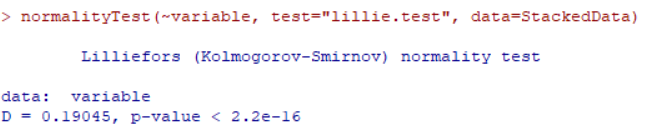 > normalityTest(~variable, test="lillie.test", data=StackedData)
Lilliefors (Kolmogorov-Smirnov) normality test
data:  variable
D = 0.19045, p-value < 2.2e-16